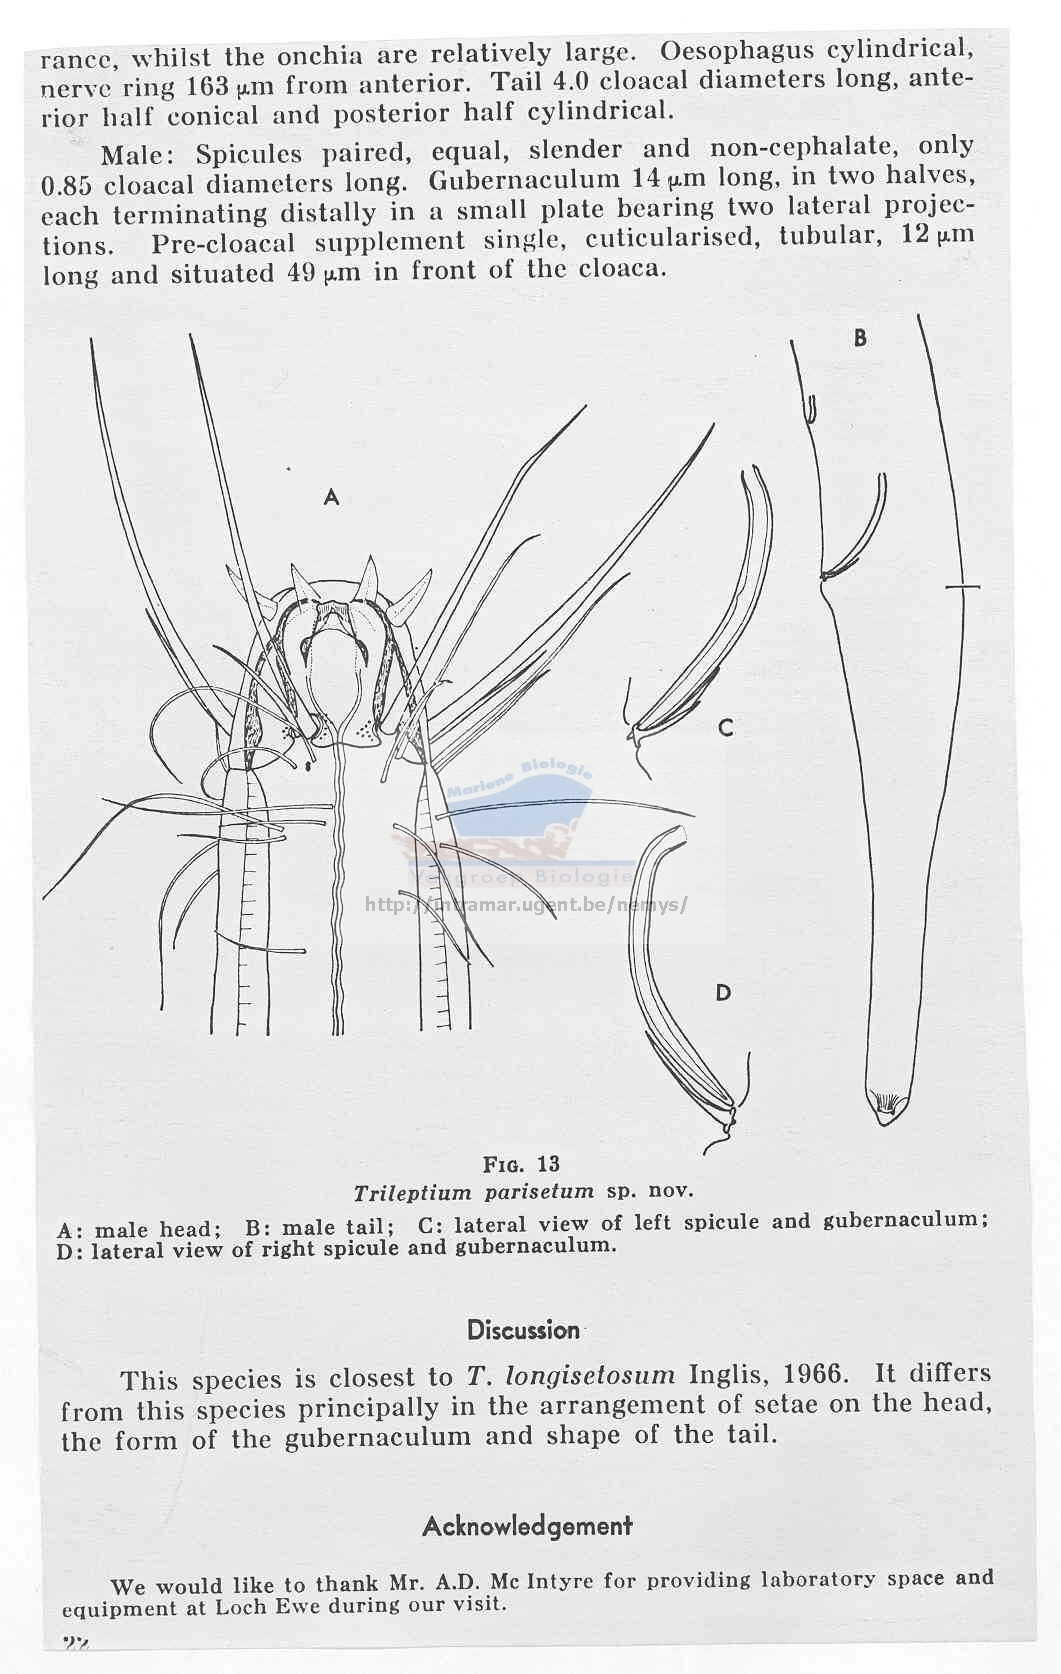 rance, whilst the onchia are relatively large. Oesophagus cylindrical,
nerve ring 163 µm from anterior. Tail 4.0 cloacal diameters long, ante-
rior half conical and posterior half cylindrical.
Male: Spicules paired, equal, slender and non-cephalate, only
0.85 cloacal diameters long. Gubernaculum 14 µm long, in two halves,
each terminating distally in a small plate bearing two lateral projec-
tions. Pre-cloacal supplement single, cuticularised, tubular, 12 µm
long and situated 49 µm in front of the cloaca.
B
A
C
Mariene Biologie
Vakgroep Biologie
http://intramar.ugent.be/nemys/
D
FIG. 13
Trileptium parisetum sp. nov.
A: male head; B: male tail; C: lateral view of left spicule and gubernaculum;
D: lateral view of right spicule and gubernaculum.
Discussion
This species is closest to T. longisetosum Inglis, 1966. It differs
from this species principally in the arrangement of setae on the head,
the form of the gubernaculum and shape of the tail.
Acknowledgement
We would like to thank Mr. A.D. Mc Intyre for providing laboratory space and
equipment at Loch Ewe during our visit.